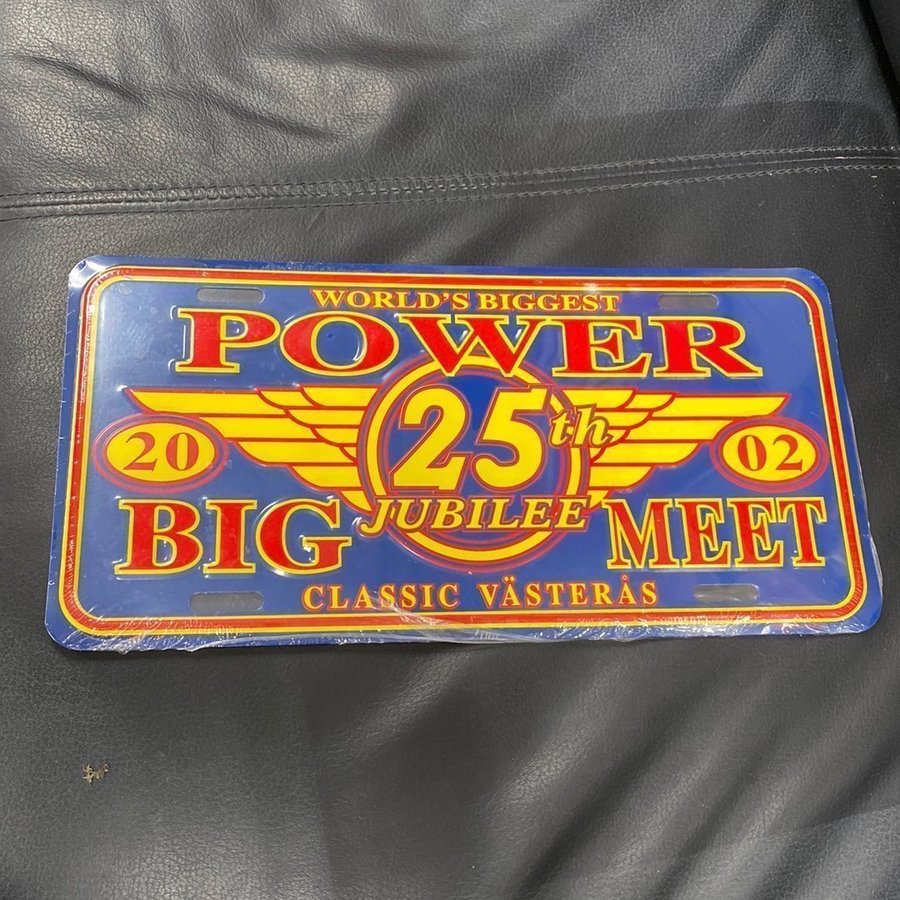 WORLD'S BIGGEST
POWER
20 25th 02
JUBILEE
BIG MEET
CLASSIC VÄSTERÅS